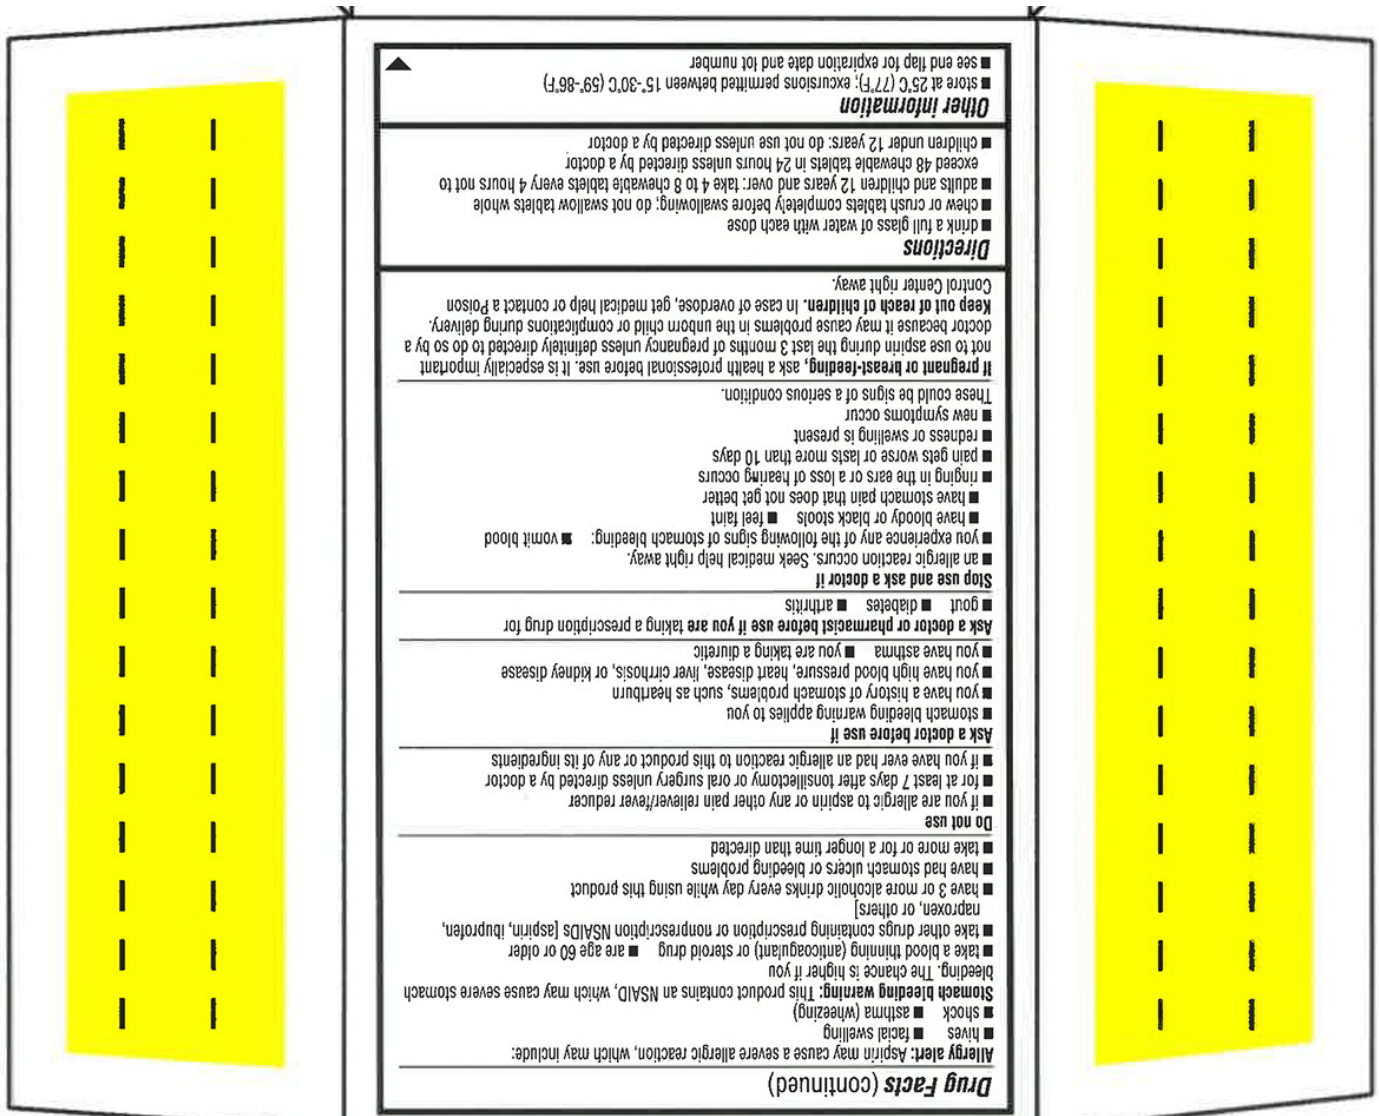 Drug Facts (continued)
Allergy alert: Aspirin may cause a severe allergic reaction, which may include:
■ hives ■ facial swelling
■ shock ■ asthma (wheezing)
Stomach bleeding warning: This product contains an NSAID, which may cause severe stomach
bleeding. The chance is higher if you
■ take a blood thinning (anticoagulant) or steroid drug ■ are age 60 or older
■ take other drugs containing prescription or nonprescription NSAIDs [aspirin, ibuprofen,
naproxen, or others]
■ have 3 or more alcoholic drinks every day while using this product
■ have had stomach ulcers or bleeding problems
■ take more or for a longer time than directed
Do not use
■ if you are allergic to aspirin or any other pain reliever/fever reducer
■ for at least 7 days after tonsillectomy or oral surgery unless directed by a doctor
■ if you have ever had an allergic reaction to this product or any of its ingredients
Ask a doctor before use if
■ stomach bleeding warning applies to you
■ you have a history of stomach problems, such as heartburn
■ you have high blood pressure, heart disease, liver cirrhosis, or kidney disease
■ you have asthma ■ you are taking a diuretic
Ask a doctor or pharmacist before use if you are taking a prescription drug for
■ gout ■ diabetes ■ arthritis
Stop use and ask a doctor if
■ an allergic reaction occurs. Seek medical help right away.
■ you experience any of the following signs of stomach bleeding: ■ vomit blood
■ have bloody or black stools ■ feel faint
■ have stomach pain that does not get better
■ ringing in the ears or a loss of hearing occurs
■ pain gets worse or lasts more than 10 days
■ redness or swelling is present
■ new symptoms occur
These could be signs of a serious condition.
If pregnant or breast-feeding, ask a health professional before use. It is especially important
not to use aspirin during the last 3 months of pregnancy unless definitely directed to do so by a
doctor because it may cause problems in the unborn child or complications during delivery.
Keep out of reach of children. In case of overdose, get medical help or contact a Poison
Control Center right away.
Directions
■ drink a full glass of water with each dose
■ chew or crush tablets completely before swallowing; do not swallow tablets whole
■ adults and children 12 years and over: take 4 to 8 chewable tablets every 4 hours not to
exceed 48 chewable tablets in 24 hours unless directed by a doctor
■ children under 12 years: do not use unless directed by a doctor
Other information
■ store at 25°C (77°F); excursions permitted between 15°-30°C (59°-86°F)
■ see end flap for expiration date and lot number